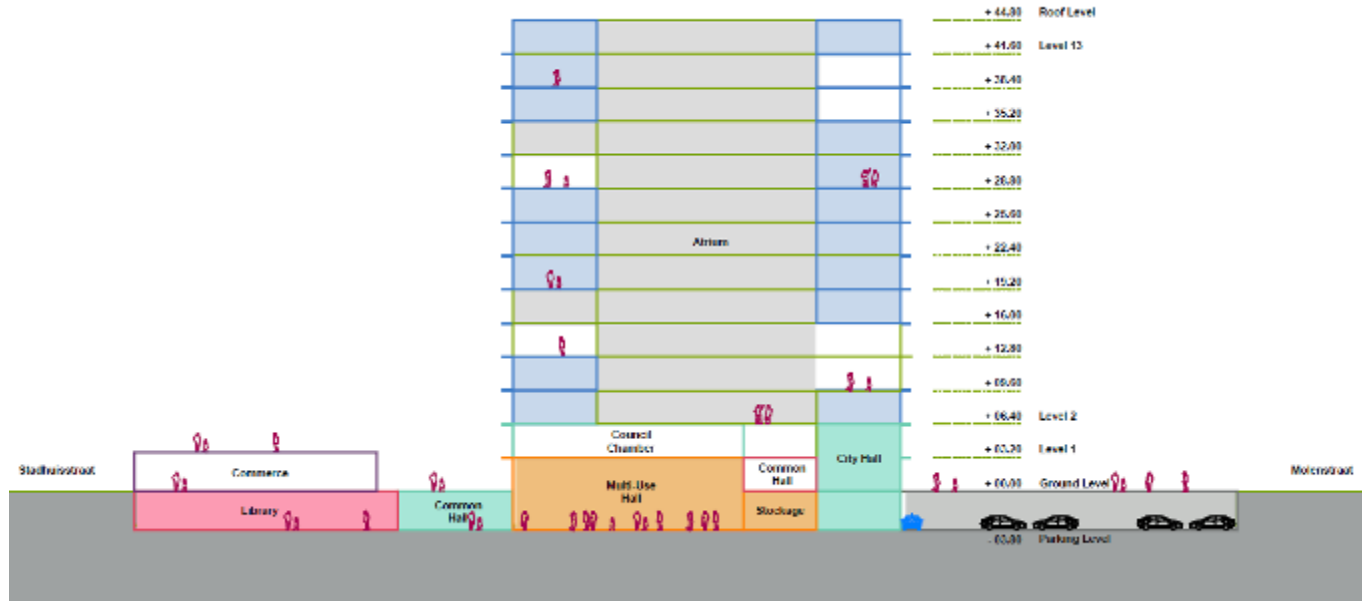 + 44.80 Roof Level
+ 41.60 Level 13
+ 38.40
+ 35.20
+ 32.00
+ 28.80
+ 25.60
Atrium
+ 22.40
+ 19.20
+ 16.00
+ 12.80
+ 09.60
+ 06.40 Level 2
Council
Chamber
+ 03.20 Level 1
City Hall
Stadhuisstraat
Commerce
Common
Hall
Molenstraat
Multi-Use
Hall
+ 00.00 Ground Level
Library
Common
Hall
Stockage
- 03.80 Parking Level